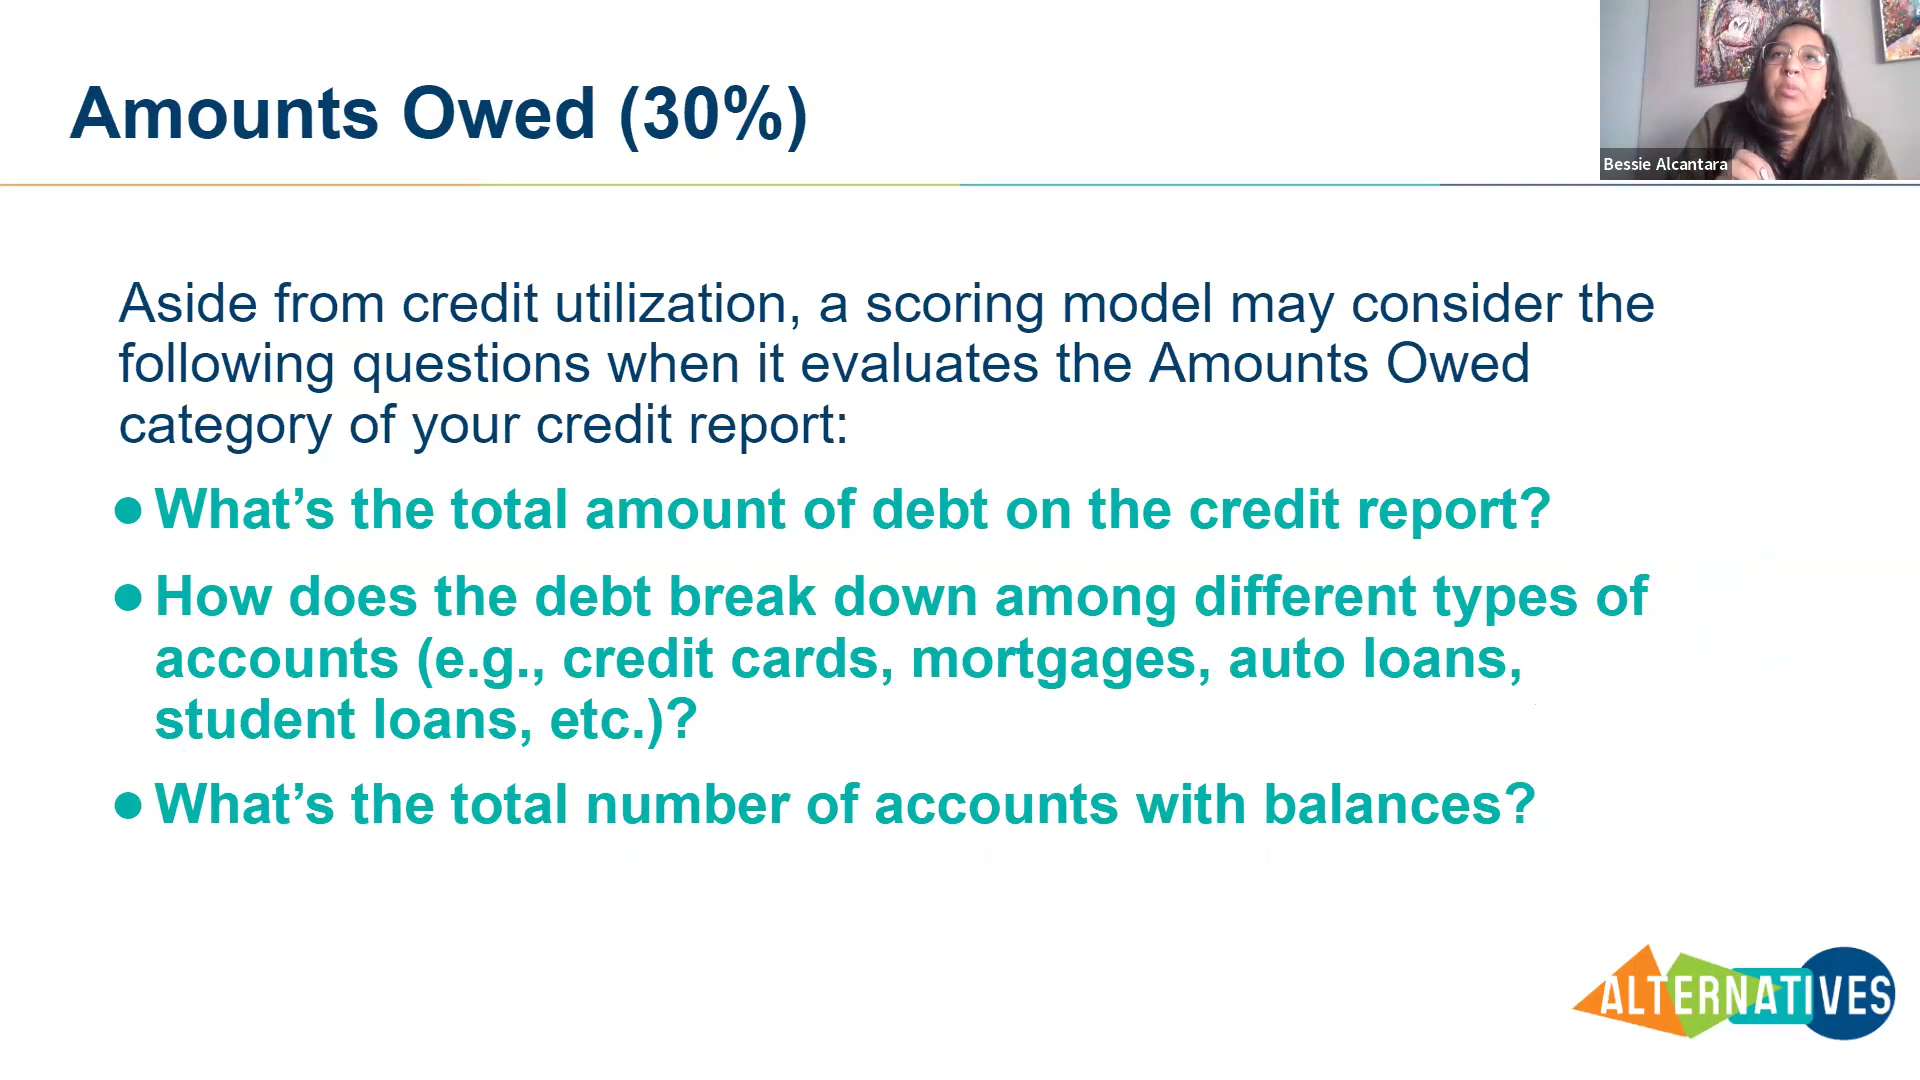 Amounts Owed (30%)
Bessie Alcantara
Aside from credit utilization, a scoring model may consider the
following questions when it evaluates the Amounts Owed
category of your credit report:
● What’s the total amount of debt on the credit report?
● How does the debt break down among different types of
accounts (e.g., credit cards, mortgages, auto loans,
student loans, etc.)?
● What’s the total number of accounts with balances?
ALTERNATIVES